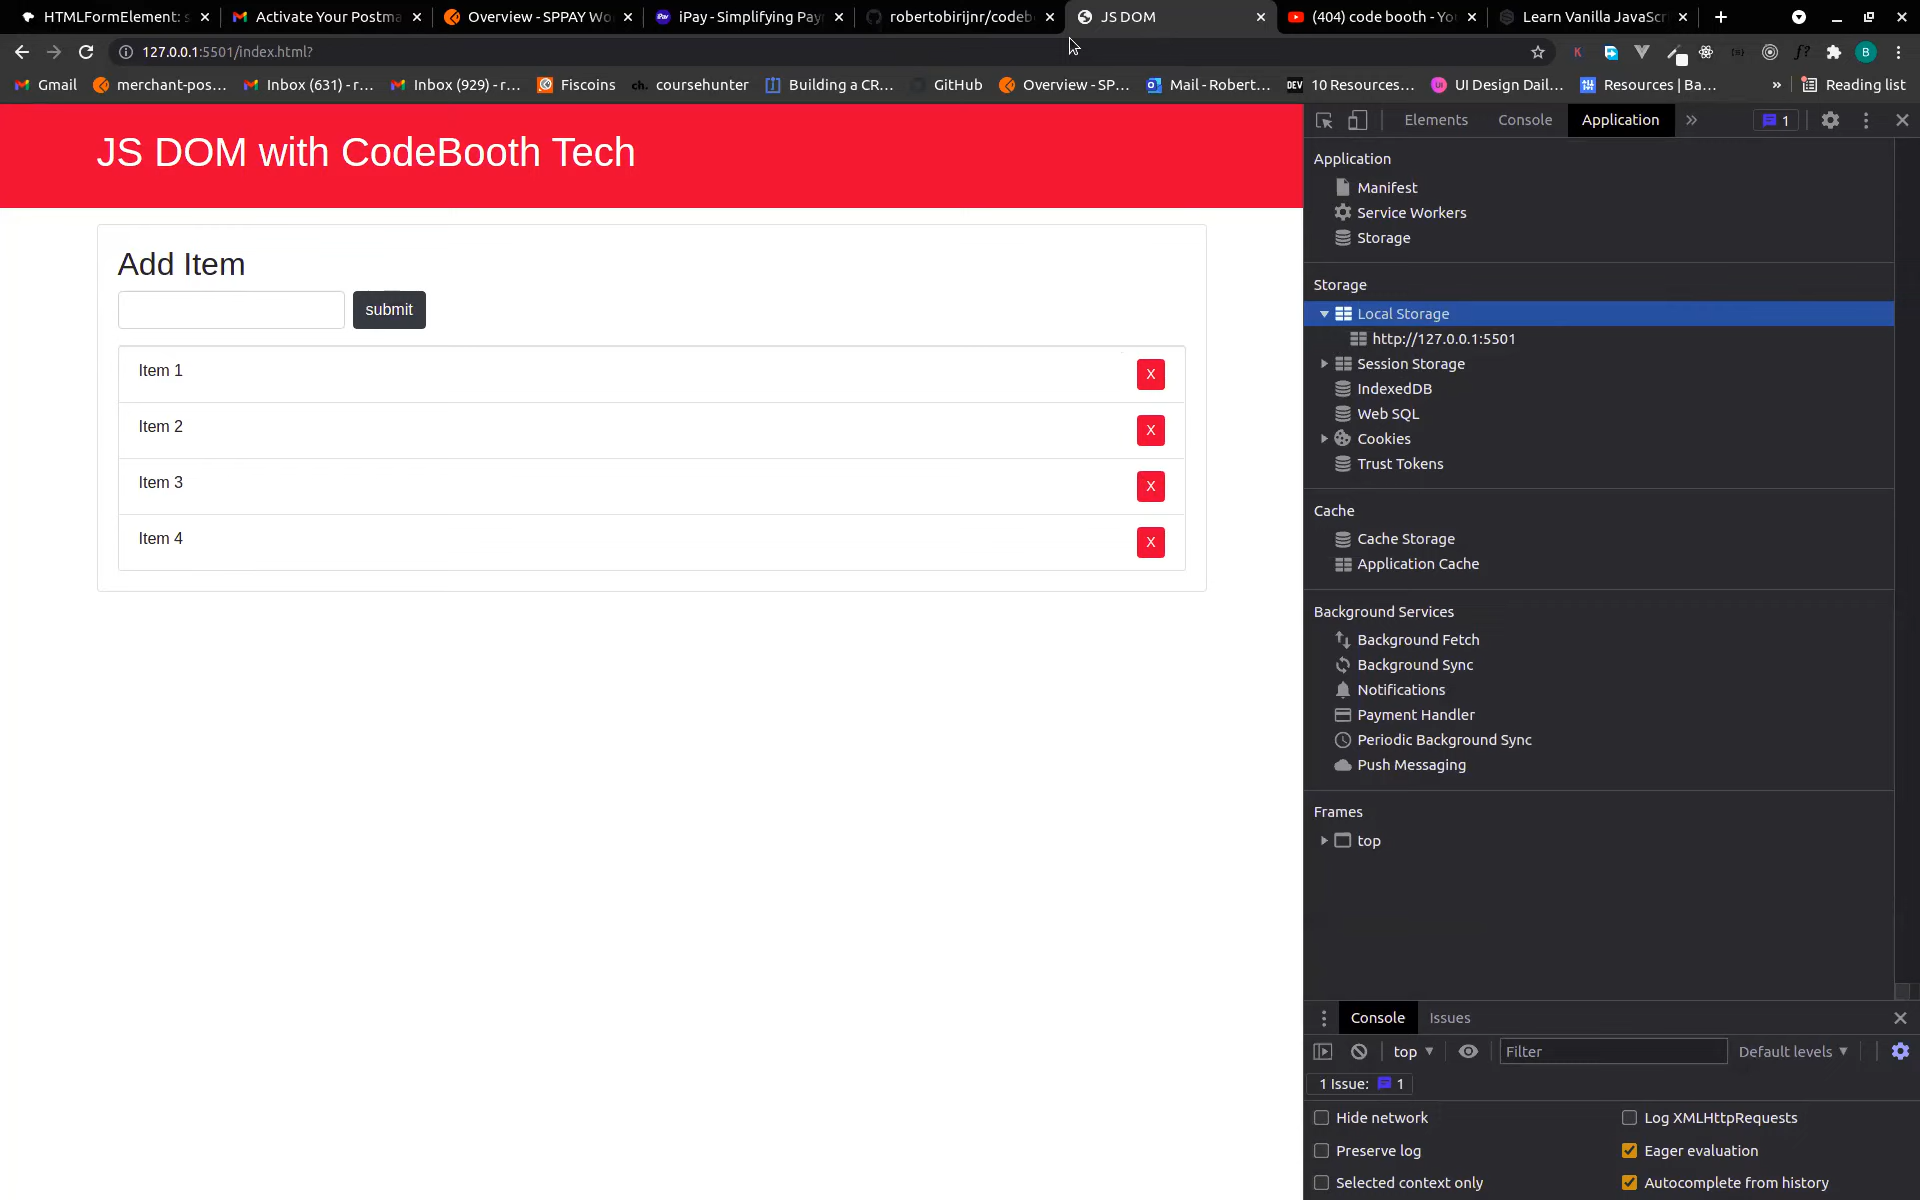 HTMLFormElement: s
Activate Your Postma
Overview - SPPAY Wo
iPay - Simplifying Payr
robertobirijnr/codeb
JS DOM
(404) code booth - Yo
Learn Vanilla JavaScr
127.0.0.1:5501/index.html?
Gmail
merchant-pos...
Inbox (631) - r...
Inbox (929) - r...
Fiscoins
ch. coursehunter
Building a CR...
GitHub
Overview - SP...
Mail - Robert...
DEV 10 Resources...
UI Design Dail...
Resources | Ba...
»
Reading list
JS DOM with CodeBooth Tech
Add Item
submit
Item 1 X
Item 2 X
Item 3 X
Item 4 X
Elements Console Application » 1
Application
Manifest
Service Workers
Storage
Storage
Local Storage
http://127.0.0.1:5501
Session Storage
IndexedDB
Web SQL
Cookies
Trust Tokens
Cache
Cache Storage
Application Cache
Background Services
Background Fetch
Background Sync
Notifications
Payment Handler
Periodic Background Sync
Push Messaging
Frames
top
Console Issues
top Filter Default levels
1 Issue: 1
Hide network Log XMLHttpRequests
Preserve log Eager evaluation
Selected context only Autocomplete from history